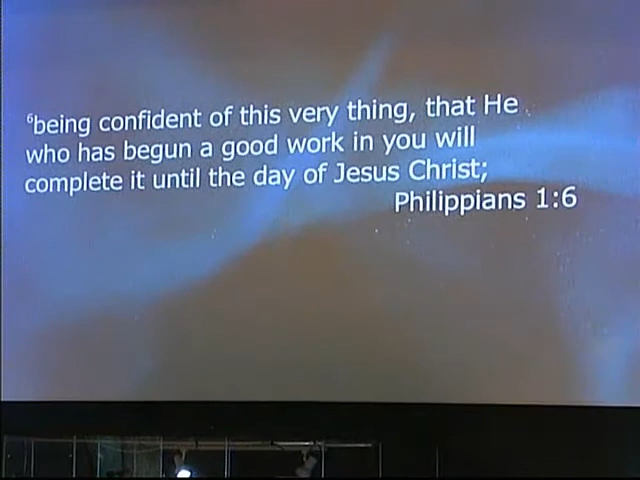 ⁶being confident of this very thing, that He
who has begun a good work in you will
complete it until the day of Jesus Christ;
Philippians 1:6